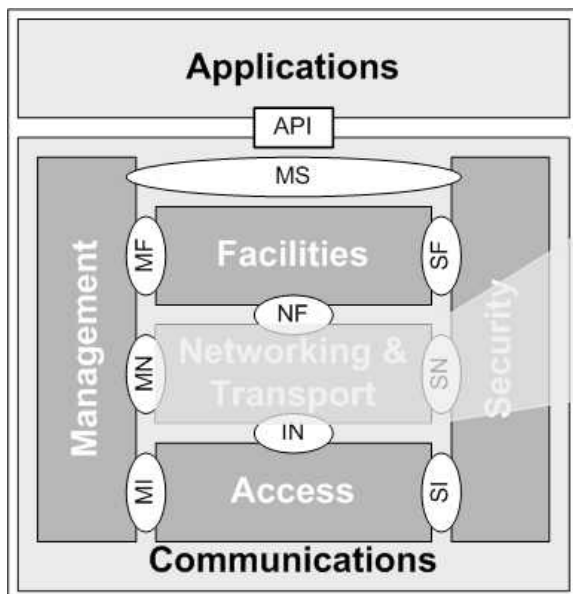 Applications
API
MS
Management
MF
Facilities
SF
Security
NF
MN
Networking &
Transport
SN
IN
MI
Access
SI
Communications